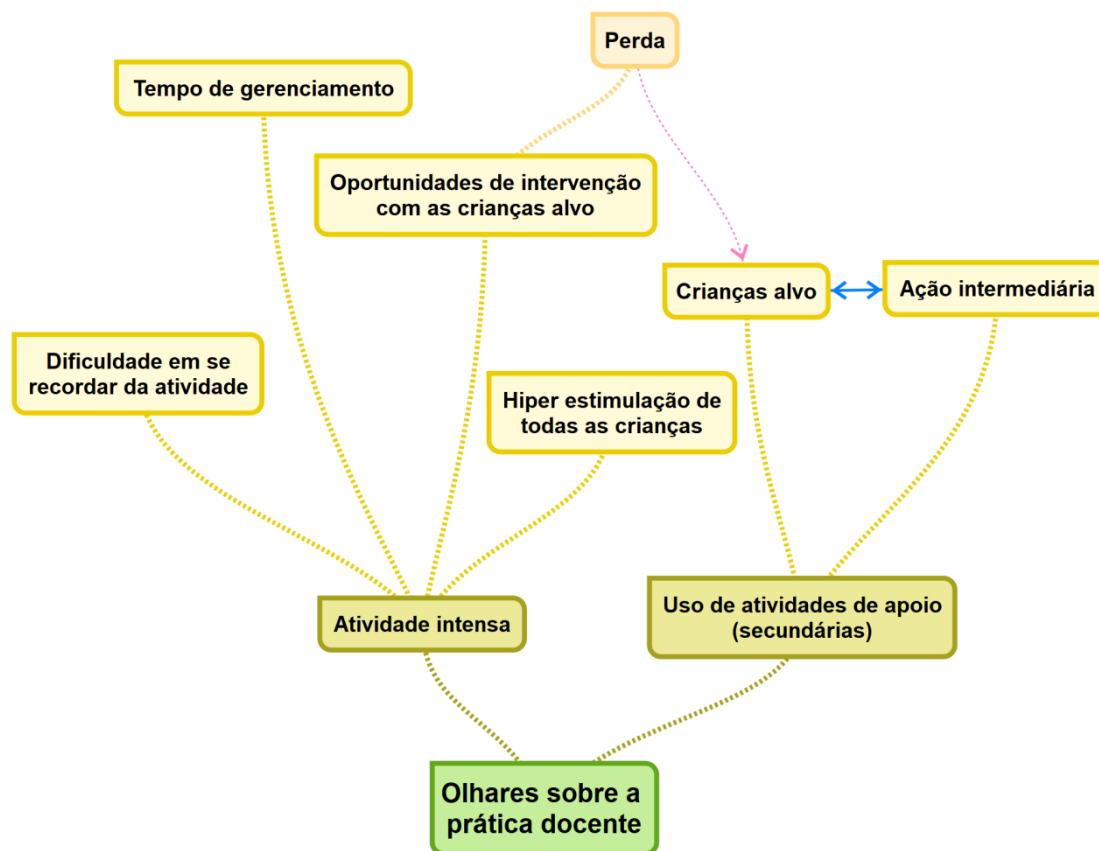 Perda
Tempo de gerenciamento
Oportunidades de intervenção
com as crianças alvo
Crianças alvo
Ação intermediária
Dificuldade em se
recordar da atividade
Hiper estimulação de
todas as crianças
Atividade intensa
Uso de atividades de apoio
(secundárias)
Olhares sobre a
prática docente